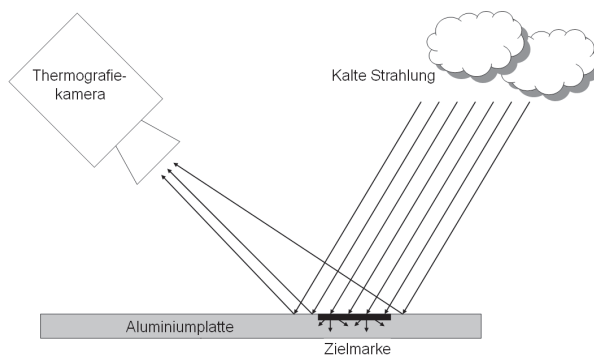 Thermografie-
kamera
Kalte Strahlung
Aluminiumplatte
Zielmarke